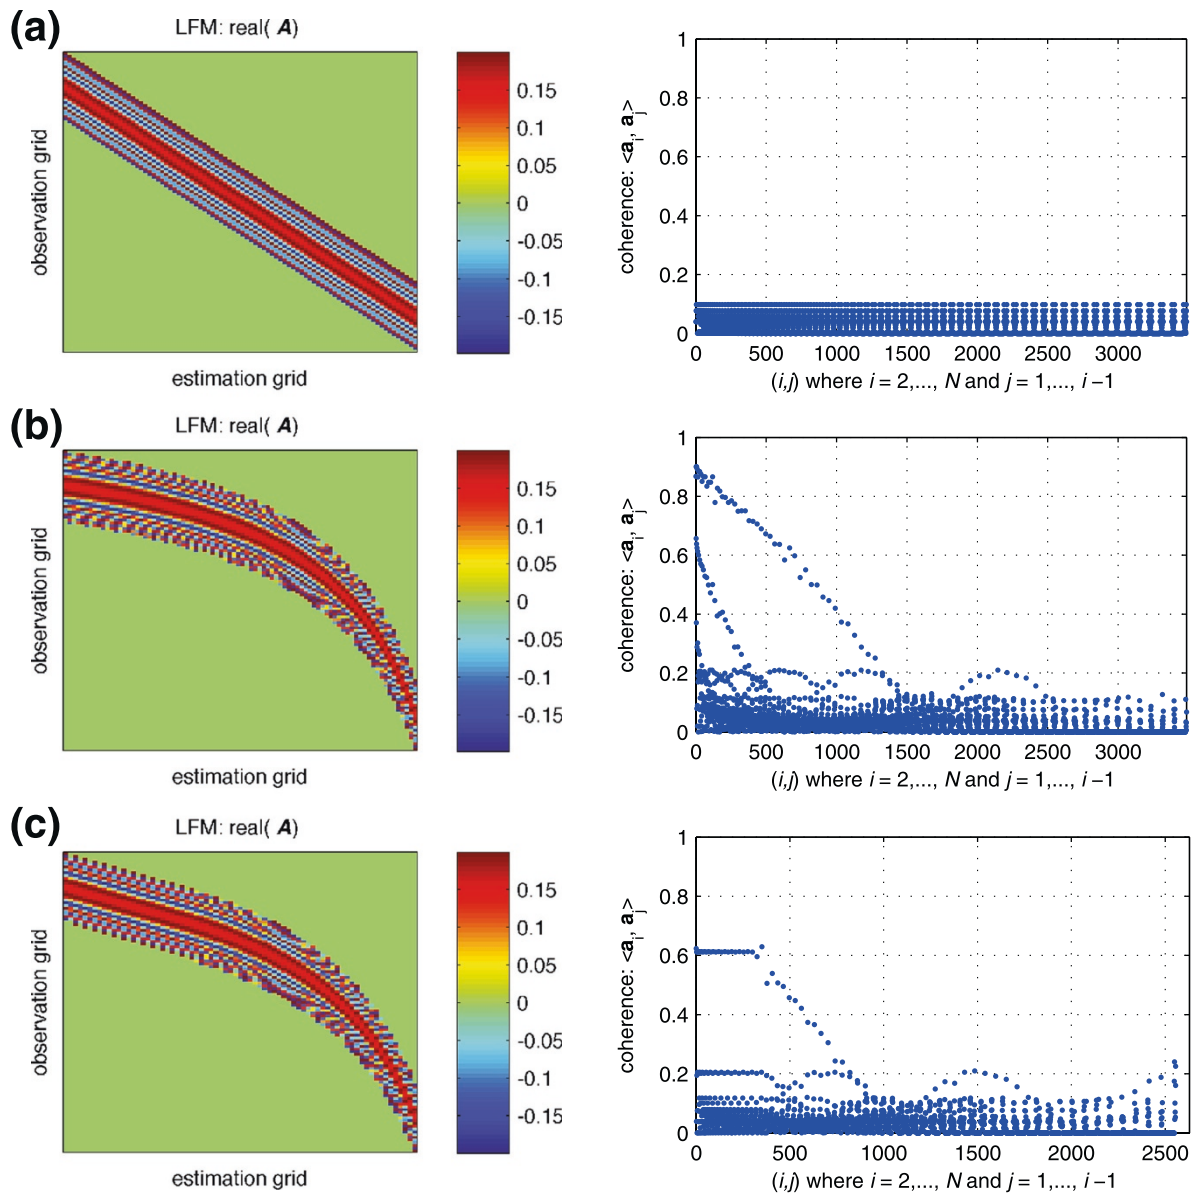 (a)
LFM: real( A)
observation grid
estimation grid
0.15
0.1
0.05
0
-0.05
-0.1
-0.15
coherence: <a_i, a_j>
1
0.8
0.6
0.4
0.2
0
0 500 1000 1500 2000 2500 3000
(i,j) where i = 2,..., N and j = 1,..., i −1
(b)
LFM: real( A)
observation grid
estimation grid
0.15
0.1
0.05
0
-0.05
-0.1
-0.15
coherence: <a_i, a_j>
1
0.8
0.6
0.4
0.2
0
0 500 1000 1500 2000 2500 3000
(i,j) where i = 2,..., N and j = 1,..., i −1
(c)
LFM: real( A)
observation grid
estimation grid
0.15
0.1
0.05
0
-0.05
-0.1
-0.15
coherence: <a_i, a_j>
1
0.8
0.6
0.4
0.2
0
0 500 1000 1500 2000 2500
(i,j) where i = 2,..., N and j = 1,..., i −1